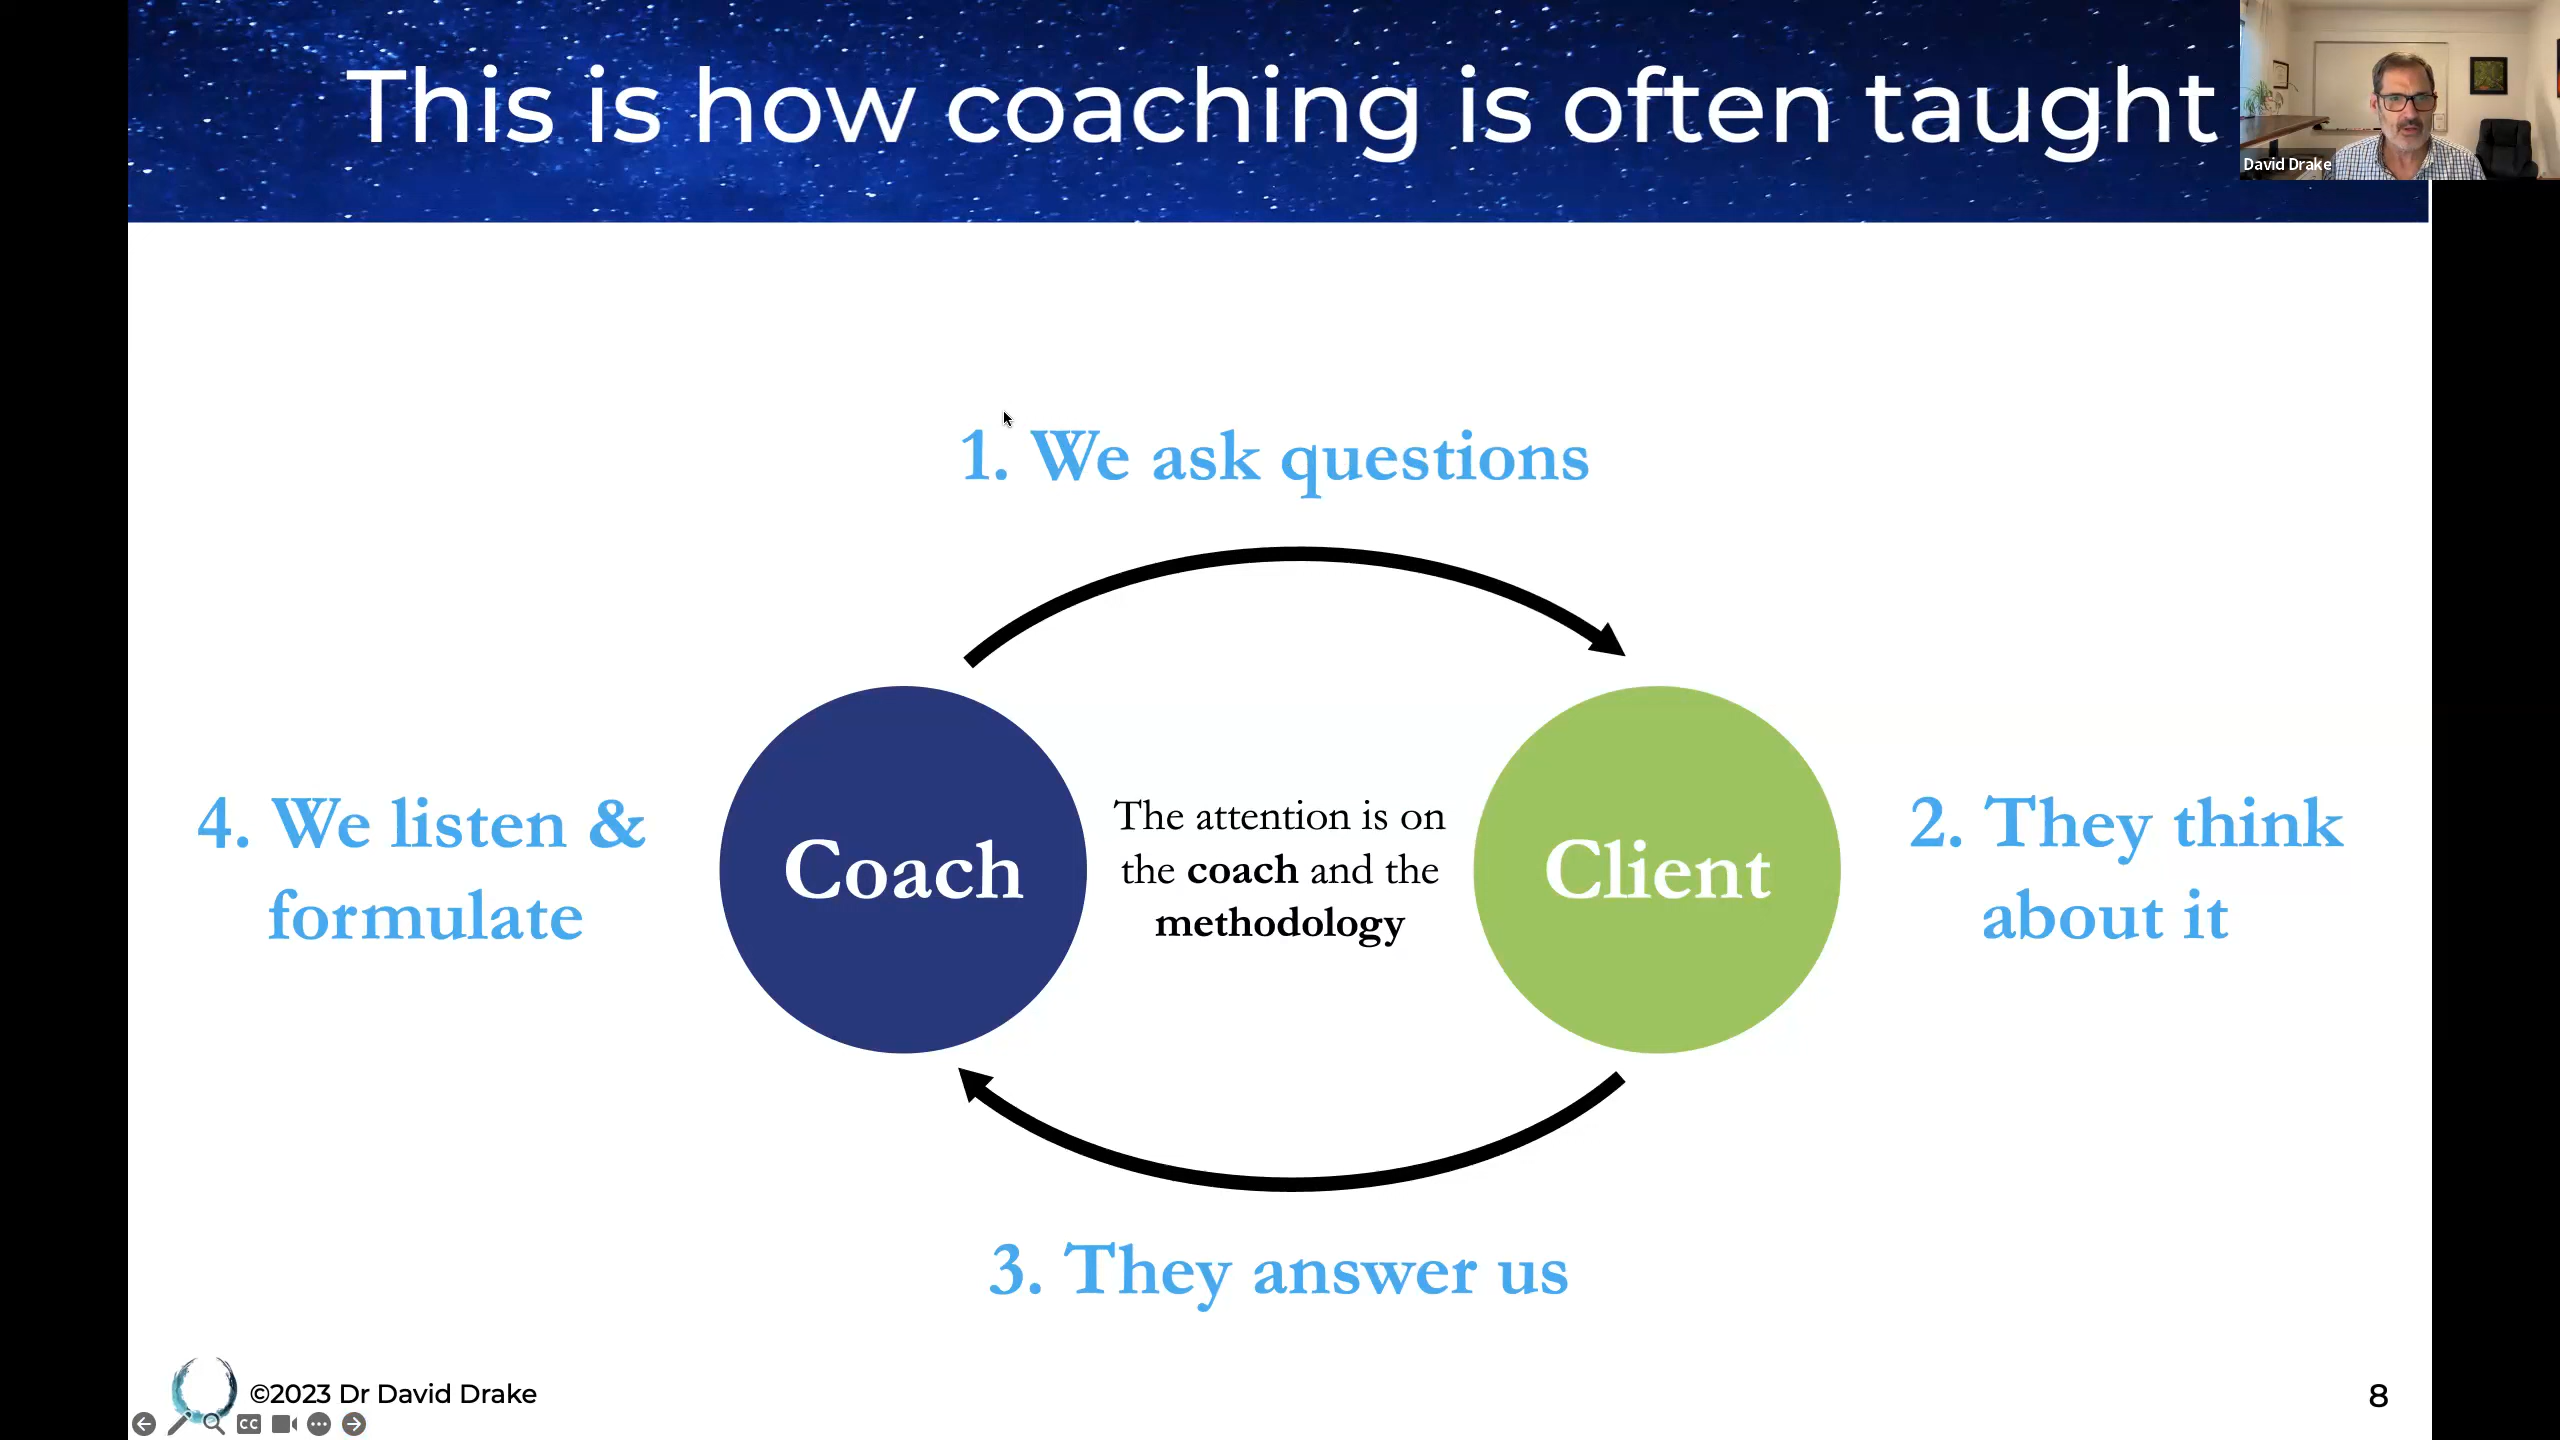 This is how coaching is often taught
David Drake
1. We ask questions
4. We listen &
formulate
Coach
The attention is on
the coach and the
methodology
Client
2. They think
about it
3. They answer us
©2023 Dr David Drake
CC
8